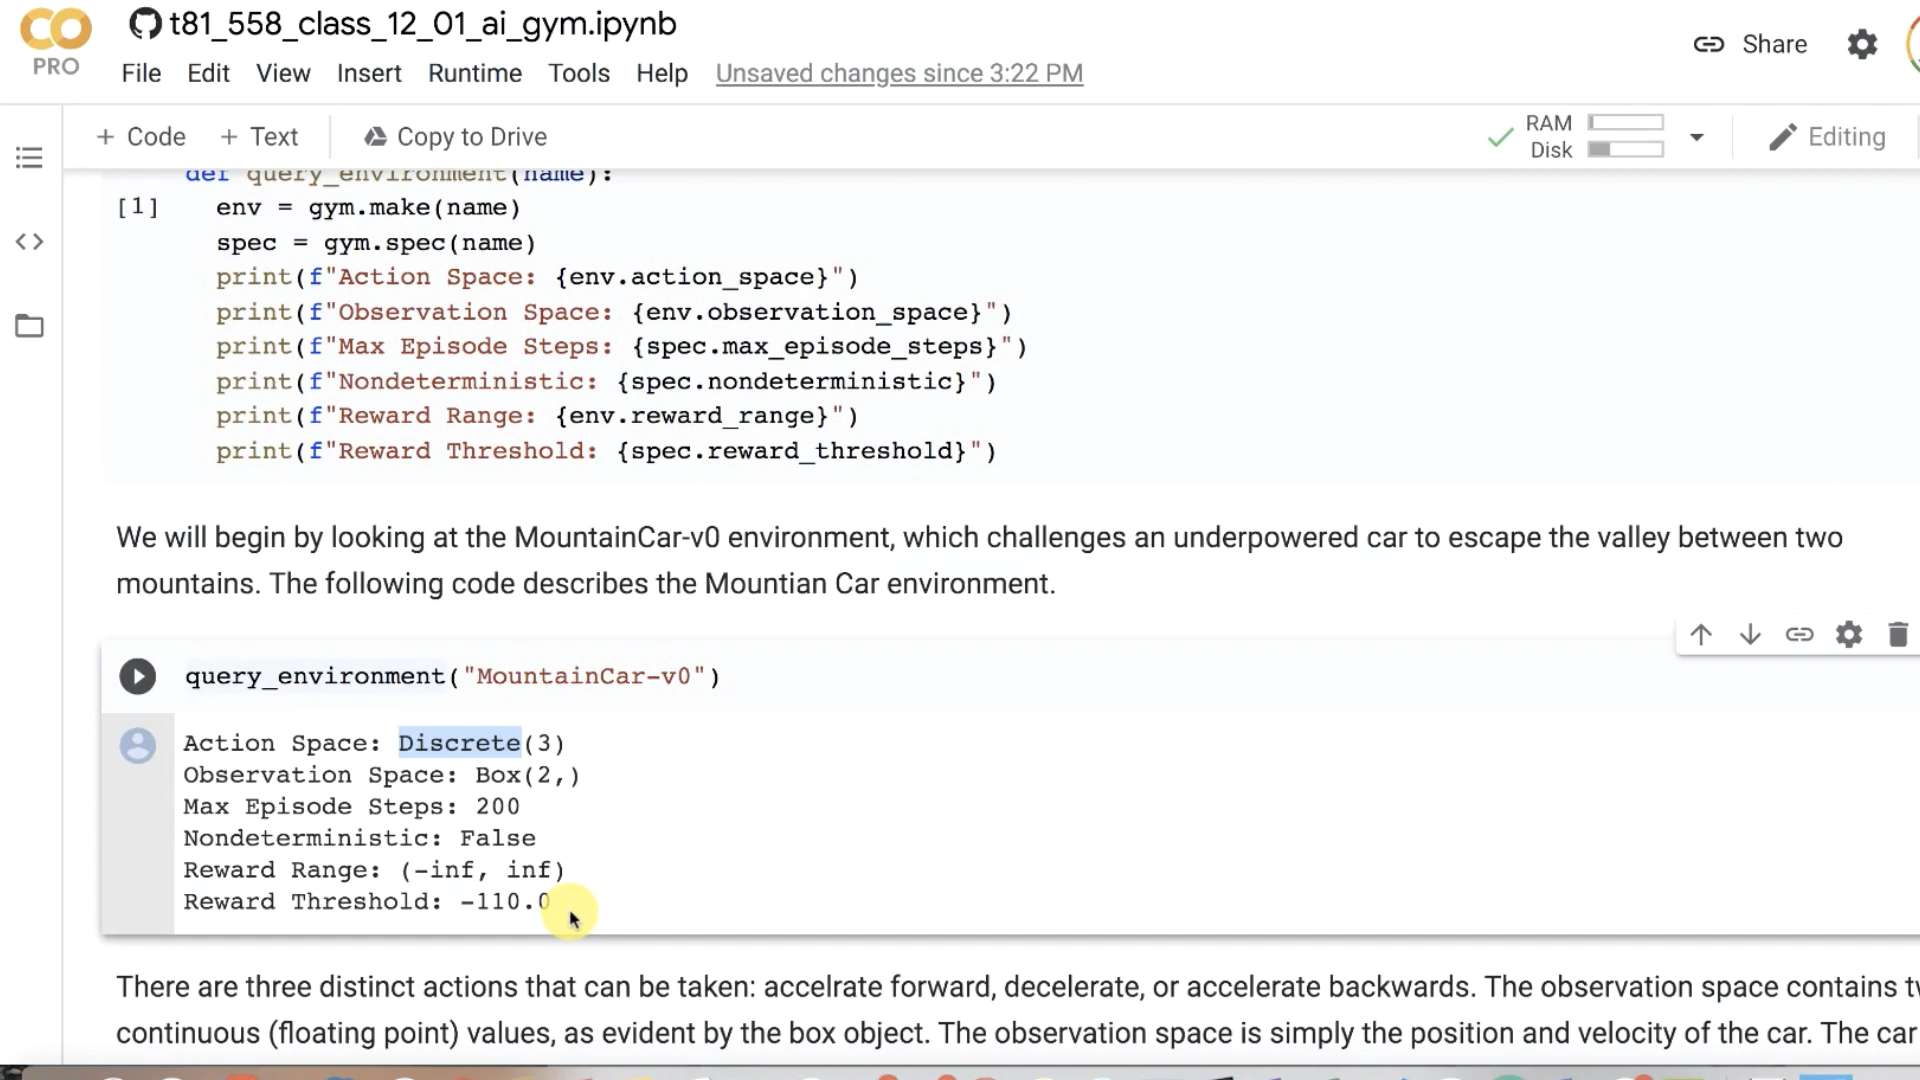 t81_558_class_12_01_ai_gym.ipynb
PRO
File Edit View Insert Runtime Tools Help Unsaved changes since 3:22 PM
Share
+ Code + Text Copy to Drive
RAM
Disk
Editing
def query_environment(name):
[1] env = gym.make(name)
spec = gym.spec(name)
print(f"Action Space: {env.action_space}")
print(f"Observation Space: {env.observation_space}")
print(f"Max Episode Steps: {spec.max_episode_steps}")
print(f"Nondeterministic: {spec.nondeterministic}")
print(f"Reward Range: {env.reward_range}")
print(f"Reward Threshold: {spec.reward_threshold}")
We will begin by looking at the MountainCar-v0 environment, which challenges an underpowered car to escape the valley between two
mountains. The following code describes the Mountian Car environment.
query_environment("MountainCar-v0")
Action Space: Discrete(3)
Observation Space: Box(2,)
Max Episode Steps: 200
Nondeterministic: False
Reward Range: (-inf, inf)
Reward Threshold: -110.0
There are three distinct actions that can be taken: accelrate forward, decelerate, or accelerate backwards. The observation space contains
continuous (floating point) values, as evident by the box object. The observation space is simply the position and velocity of the car. The car